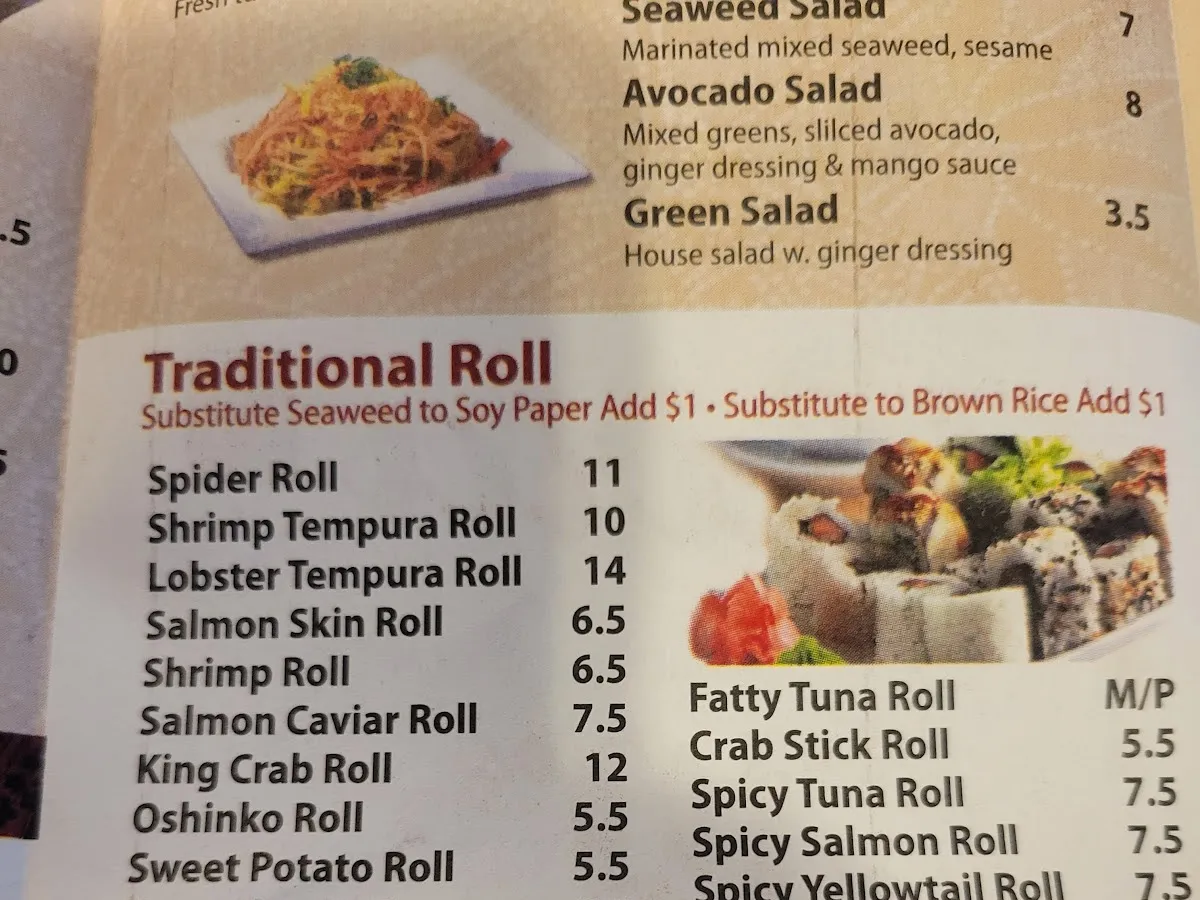 Fresh
Seaweed Salad 7
Marinated mixed seaweed, sesame
Avocado Salad 8
Mixed greens, slilced avocado,
ginger dressing & mango sauce
Green Salad 3.5
House salad w. ginger dressing
.5
0
5
Traditional Roll
Substitute Seaweed to Soy Paper Add $1 • Substitute to Brown Rice Add $1
Spider Roll 11
Shrimp Tempura Roll 10
Lobster Tempura Roll 14
Salmon Skin Roll 6.5
Shrimp Roll 6.5
Salmon Caviar Roll 7.5
King Crab Roll 12
Oshinko Roll 5.5
Sweet Potato Roll 5.5
Fatty Tuna Roll M/P
Crab Stick Roll 5.5
Spicy Tuna Roll 7.5
Spicy Salmon Roll 7.5
Spicy Yellowtail Roll 7.5